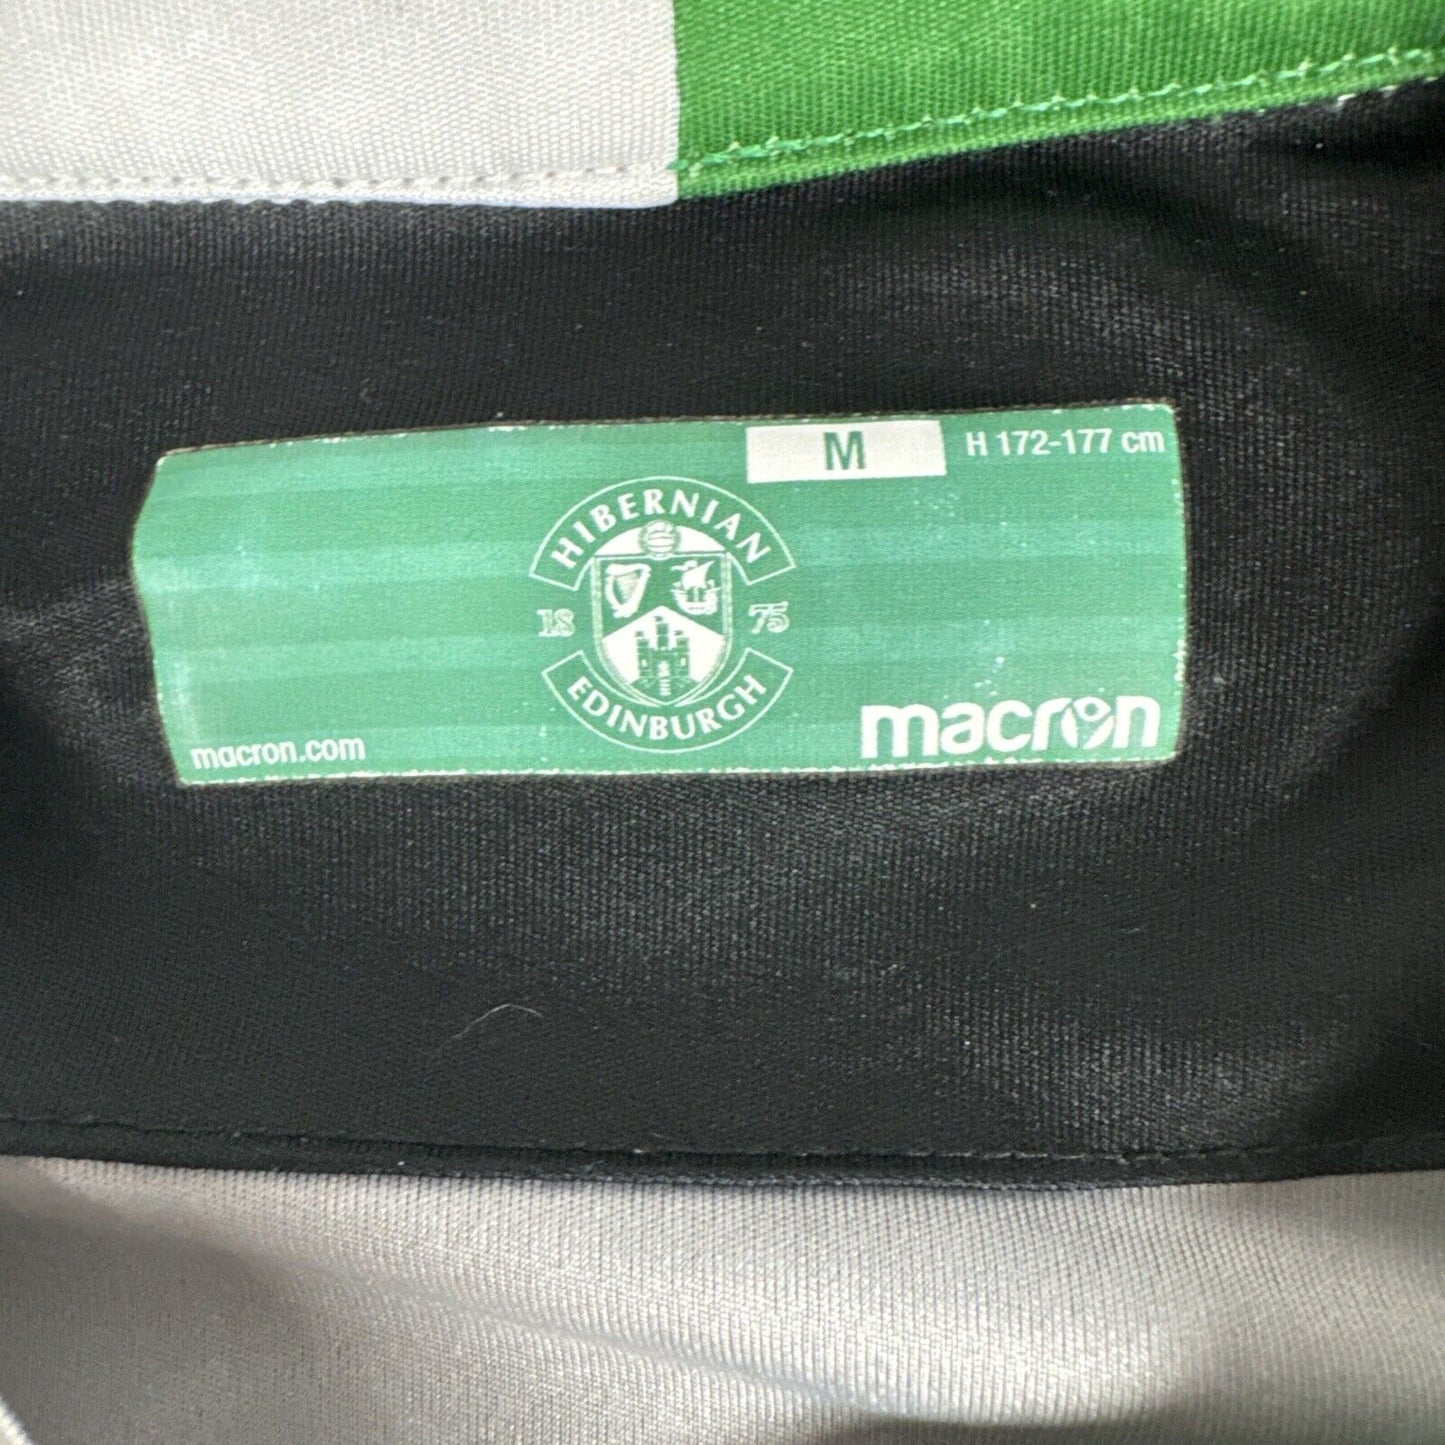 M
H 172-177 cm
HIBERNIAN
18 75
EDINBURGH
macron.com
macron